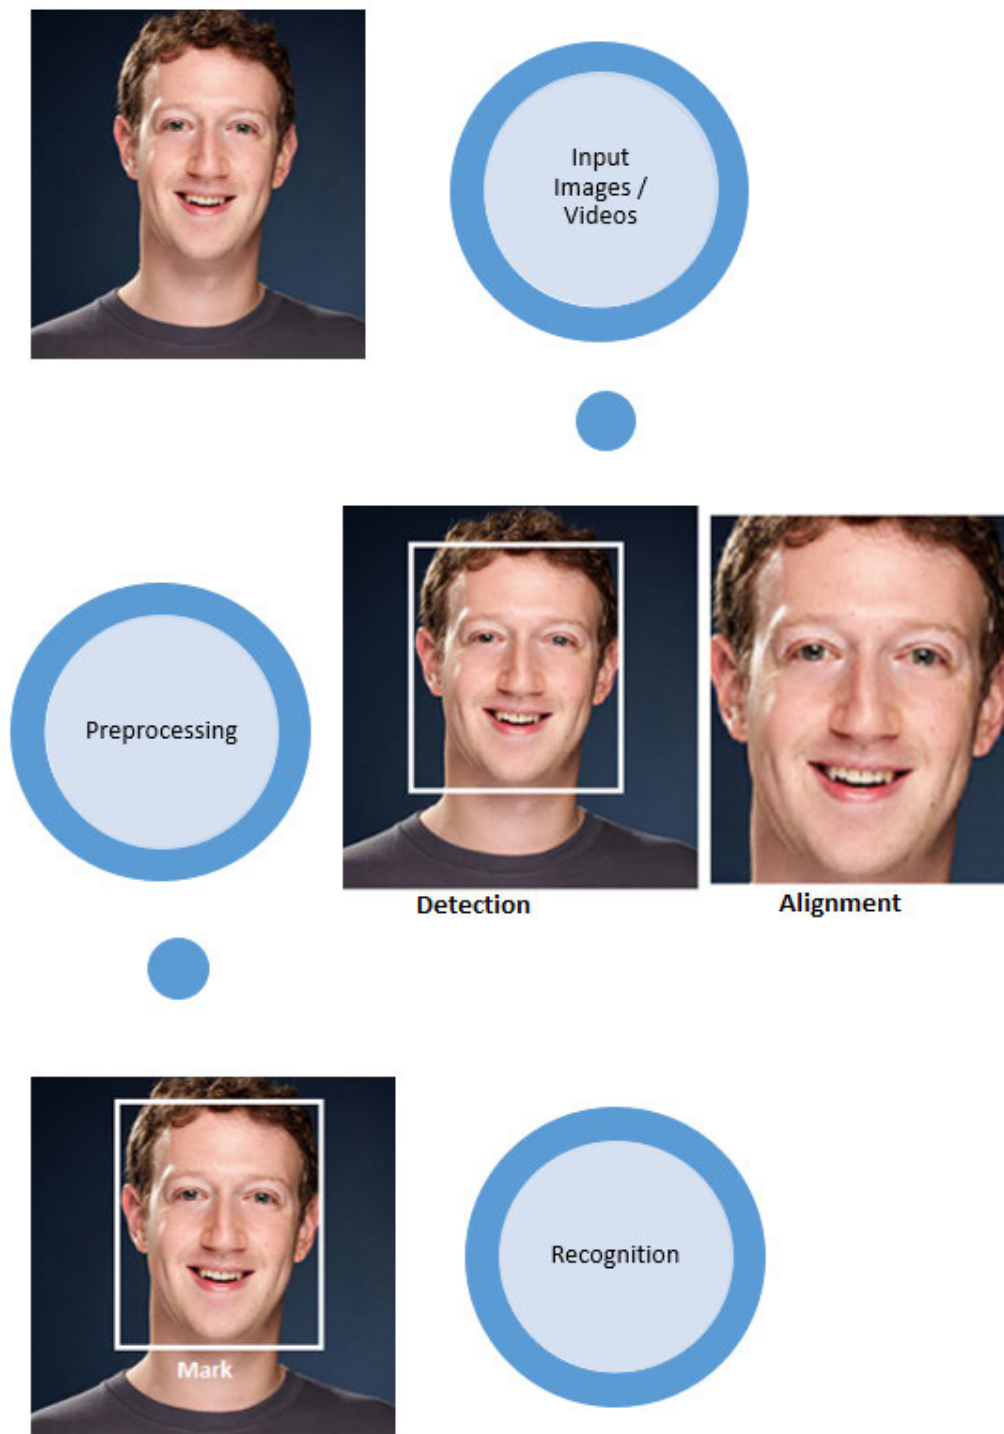 Input
Images /
Videos
Preprocessing
Detection
Alignment
Mark
Recognition